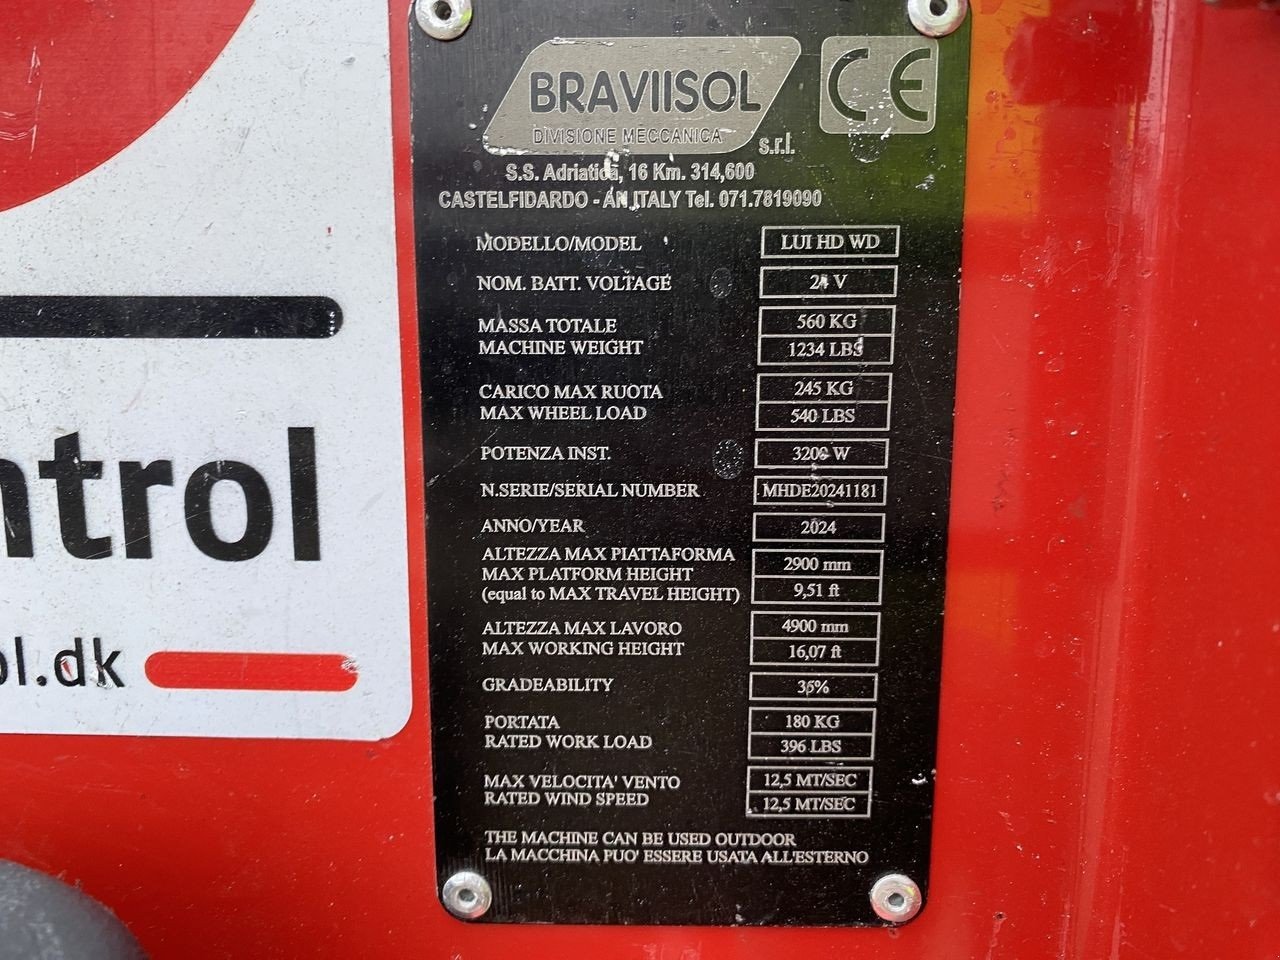 BRAVIISOL
DIVISIONE MECCANICA
s.r.l.
CE
S.S. Adriatica, 16 Km. 314,600
CASTELFIDARDO - AN ITALY Tel. 071.7819090
MODELLO/MODEL LUI HD WD
NOM. BATT. VOLTAGE 24 V
MASSA TOTALE 560 KG
MACHINE WEIGHT 1234 LBS
CARICO MAX RUOTA 245 KG
MAX WHEEL LOAD 540 LBS
POTENZA INST. 3200 W
N.SERIE/SERIAL NUMBER MHDE20241181
ANNO/YEAR 2024
ALTEZZA MAX PIATTAFORMA 2900 mm
MAX PLATFORM HEIGHT
(equal to MAX TRAVEL HEIGHT) 9,51 ft
ALTEZZA MAX LAVORO 4900 mm
MAX WORKING HEIGHT 16,07 ft
GRADEABILITY 35%
PORTATA 180 KG
RATED WORK LOAD 396 LBS
MAX VELOCITA' VENTO 12,5 MT/SEC
RATED WIND SPEED 12,5 MT/SEC
THE MACHINE CAN BE USED OUTDOOR
LA MACCHINA PUO' ESSERE USATA ALL'ESTERNO
ntrol
ol.dk